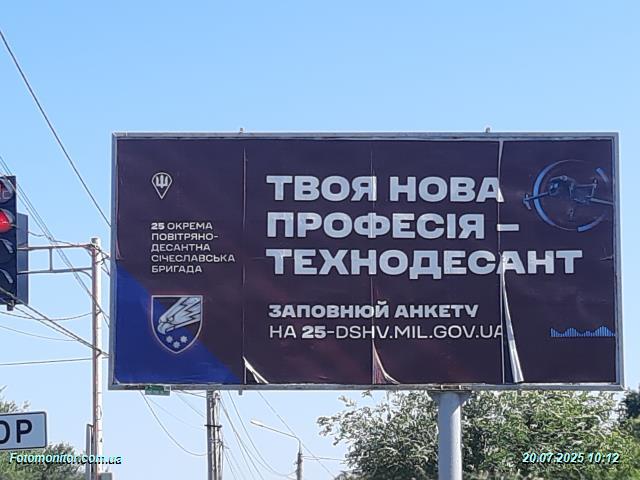 25 ОКРЕМА
ПОВІТРЯНО-
ДЕСАНТНА
СІЧЕСЛАВСЬКА
БРИГАДА
ТВОЯ НОВА
ПРОФЕСІЯ –
ТЕХНОДЕСАНТ
ЗАПОВНЮЙ АНКЕТУ
НА 25-DSHV.MIL.GOV.UA
ОР
Fotomonitor.com.ua
20.07.2025 10:12